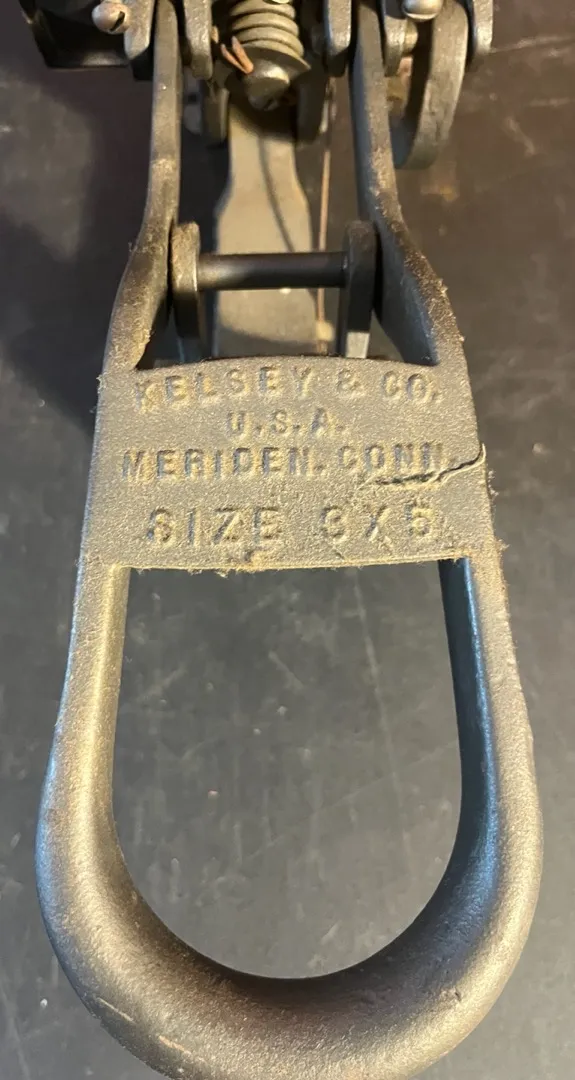 KELSEY & CO.
U.S.A.
MERIDEN. CONN.
SIZE 3X5